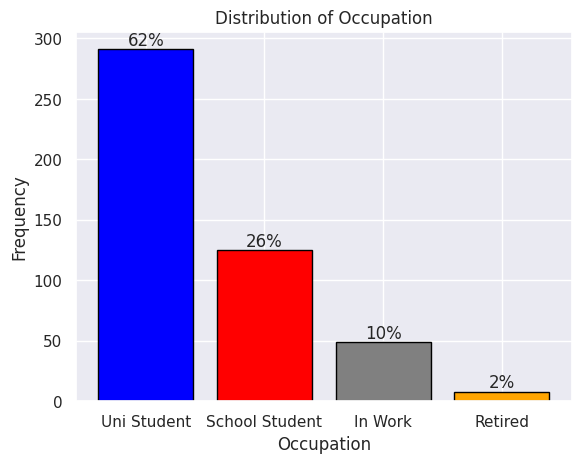 Distribution of Occupation
Frequency
300
250
200
150
100
50
0
62%
26%
10%
2%
Uni Student
School Student
In Work
Retired
Occupation